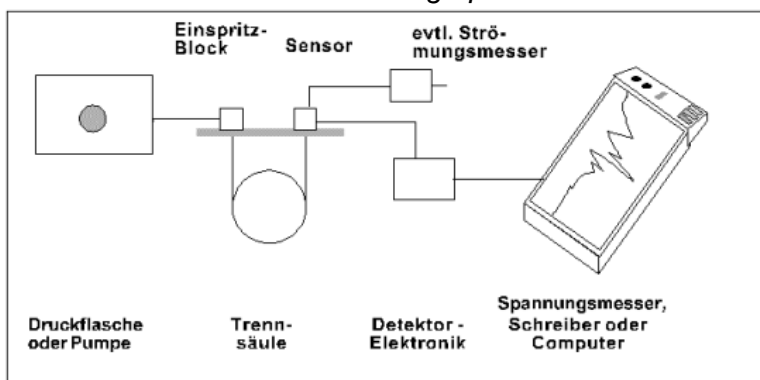 Einspritz-
Block
Sensor
evtl. Strö-
mungsmesser
Druckflasche
oder Pumpe
Trenn-
säule
Detektor -
Elektronik
Spannungsmesser,
Schreiber oder
Computer